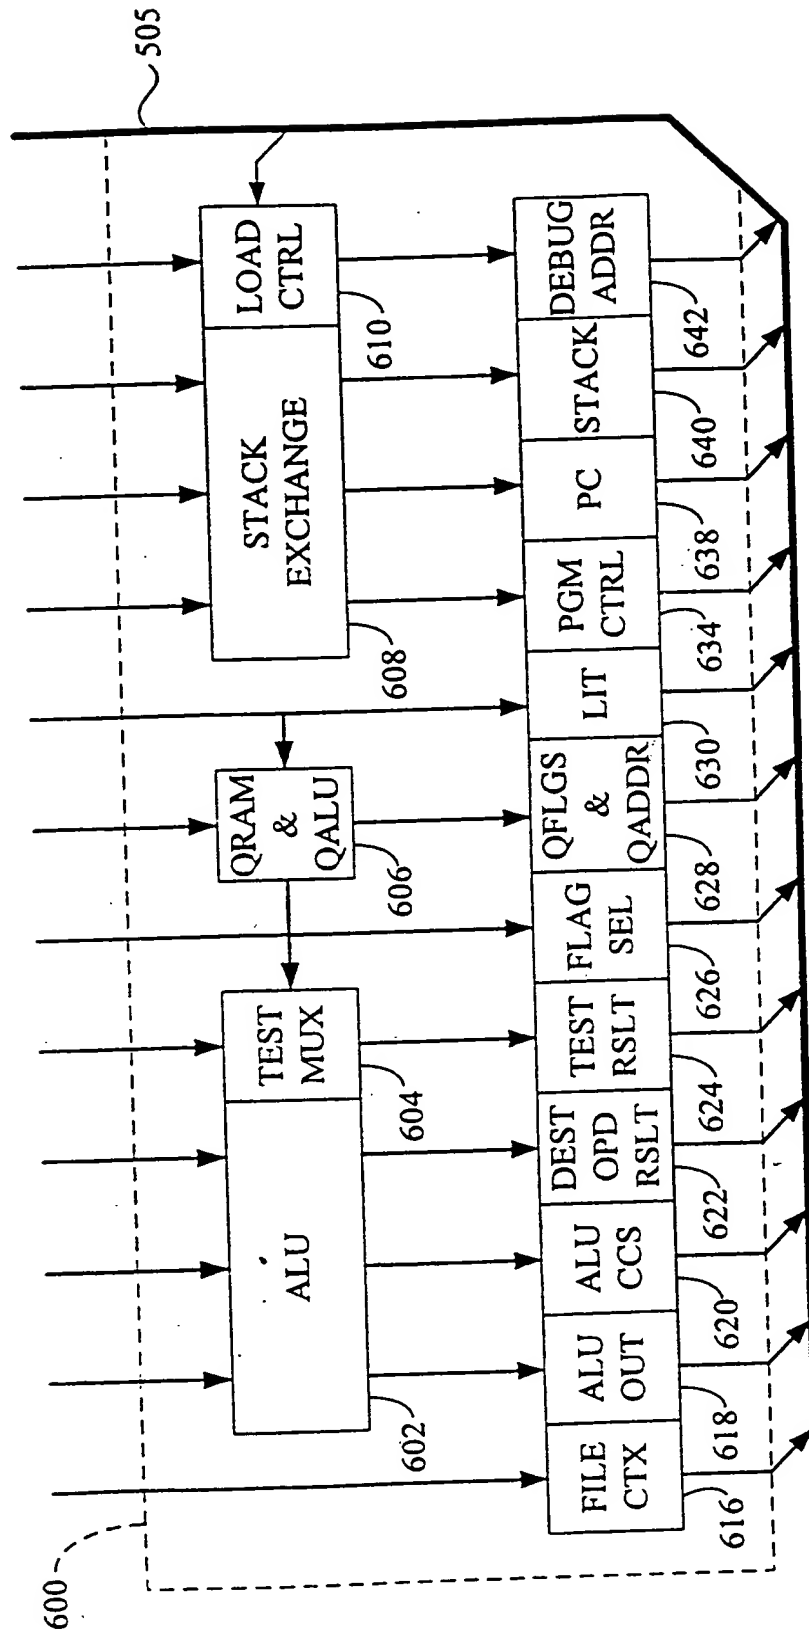 600
505
ALU
602
TEST
MUX
604
QRAM
&
QALU
606
STACK
EXCHANGE
608
LOAD
CTRL
610
FILE
CTX
616
ALU
OUT
618
ALU
CCS
620
DEST
OPD
RSLT
622
TEST
RSLT
624
FLAG
SEL
626
QFLGS
&
QADDR
628
LIT
630
PGM
CTRL
634
PC
638
STACK
640
DEBUG
ADDR
642